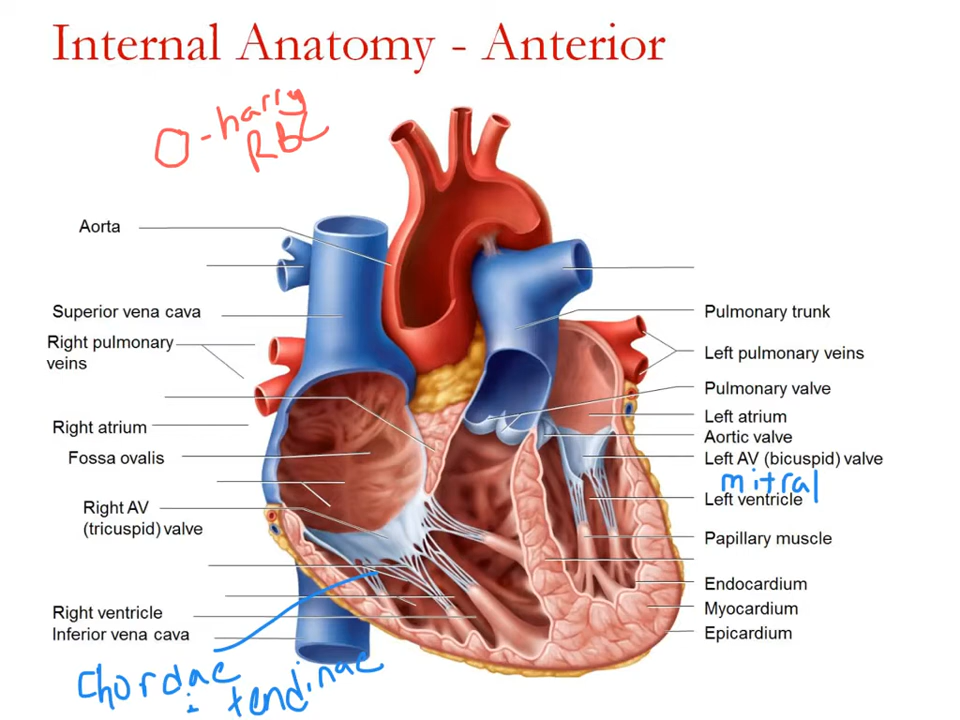 Internal Anatomy - Anterior
O-harry
Rbc
Aorta
Superior vena cava
Right pulmonary
veins
Right atrium
Fossa ovalis
Right AV
(tricuspid) valve
Right ventricle
Inferior vena cava
Chordae
tendinae
Pulmonary trunk
Left pulmonary veins
Pulmonary valve
Left atrium
Aortic valve
Left AV (bicuspid) valve
mitral
Left ventricle
Papillary muscle
Endocardium
Myocardium
Epicardium